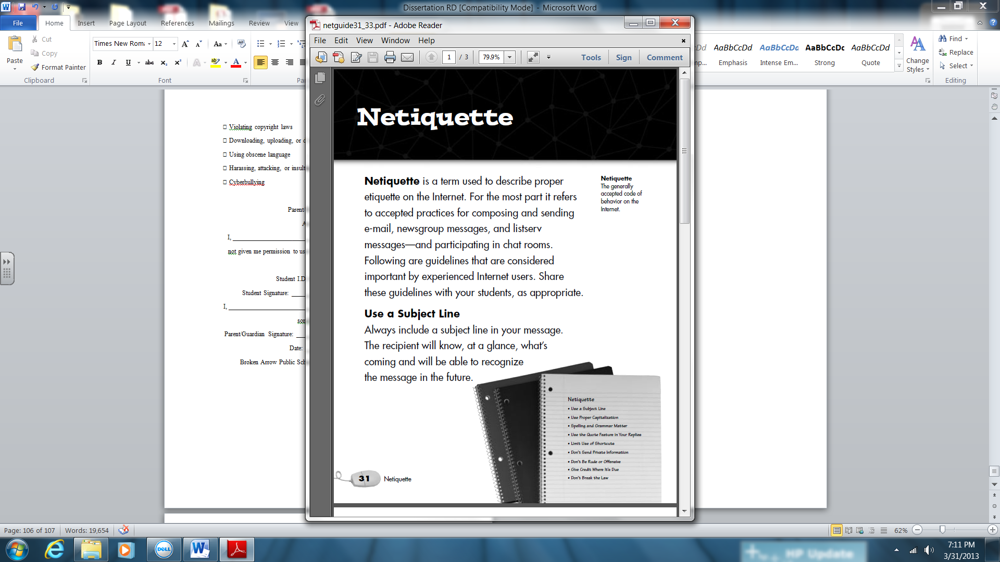 Dissertation RD [Compatibility Mode] - Microsoft Word
File Home Insert Page Layout References Mailings Review View
Cut
Copy
Format Painter
Paste
Clipboard
Times New Roma 12
Font
AaBbCcDd AaBbCcDd AaBbCcDc AaBbCcDd
Emphasis Intense Em... Strong Quote
Change
Styles
Find
Replace
Select
Editing
Violating copyright laws
Downloading, uploading, or d
Using obscene language
Harassing, attacking, or insult
Cyberbullying
Parent/
A
I,
not given me permission to us
Student I.D
Student Signature:
I,
son
Parent/Guardian Signature:
Date:
Broken Arrow Public Sch
netguide31_33.pdf - Adobe Reader
File Edit View Window Help
1 / 3 79.9% Tools Sign Comment
Netiquette
Netiquette is a term used to describe proper
etiquette on the Internet. For the most part it refers
to accepted practices for composing and sending
e-mail, newsgroup messages, and listserv
messages—and participating in chat rooms.
Following are guidelines that are considered
important by experienced Internet users. Share
these guidelines with your students, as appropriate.
Netiquette
The generally
accepted code of
behavior on the
Internet.
Use a Subject Line
Always include a subject line in your message.
The recipient will know, at a glance, what's
coming and will be able to recognize
the message in the future.
Netiquette
• Use a Subject Line
• Use Proper Capitalization
• Spelling and Grammar Matter
• Use the Quote Feature in Your Replies
• Limit Use of Shortcuts
• Don't Send Private Information
• Don't Be Rude or Offensive
• Give Credit Where It's Due
• Don't Break the Law
31 Netiquette
Page: 106 of 107 Words: 19,654
62%
DELL
HP Update
7:11 PM
3/31/2013